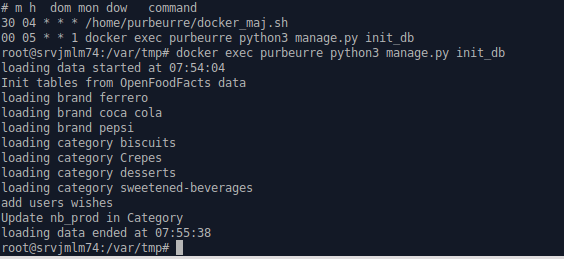 # m h  dom mon dow   command
30 04 * * * /home/purbeurre/docker_maj.sh
00 05 * * 1 docker exec purbeurre python3 manage.py init_db
root@srvjmlm74:/var/tmp# docker exec purbeurre python3 manage.py init_db
loading data started at 07:54:04
Init tables from OpenFoodFacts data
loading brand ferrero
loading brand coca cola
loading brand pepsi
loading category biscuits
loading category Crepes
loading category desserts
loading category sweetened-beverages
add users wishes
Update nb_prod in Category
loading data ended at 07:55:38
root@srvjmlm74:/var/tmp#